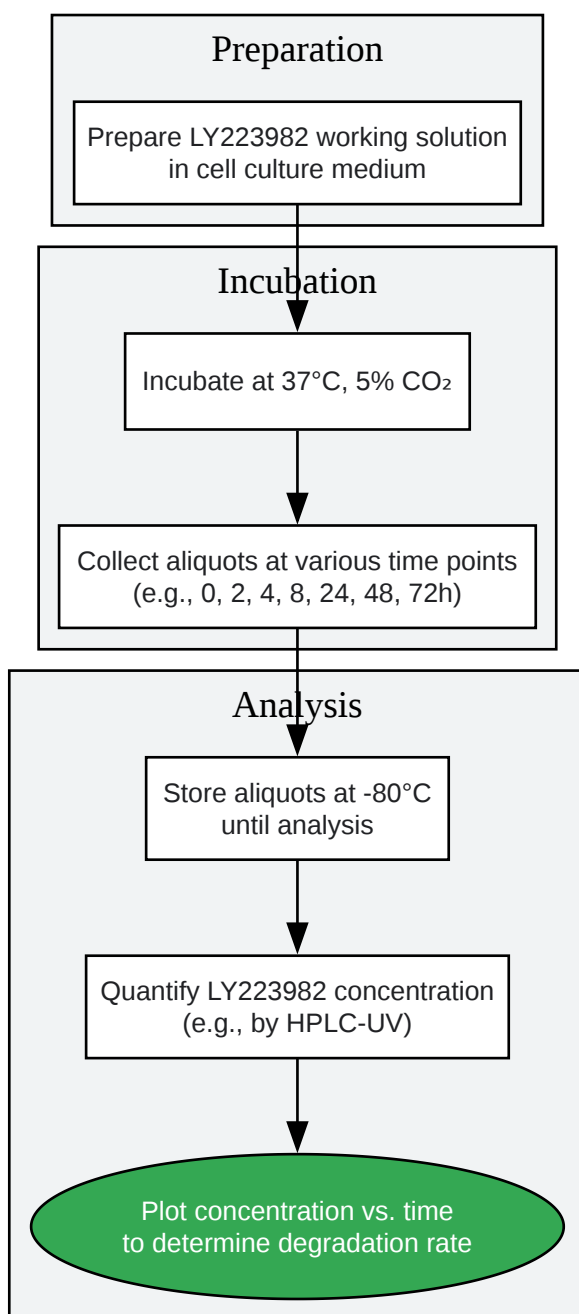 Preparation
Prepare LY223982 working solution
in cell culture medium
Incubation
Incubate at 37°C, 5% CO₂
Collect aliquots at various time points
(e.g., 0, 2, 4, 8, 24, 48, 72h)
Analysis
Store aliquots at -80°C
until analysis
Quantify LY223982 concentration
(e.g., by HPLC-UV)
Plot concentration vs. time
to determine degradation rate